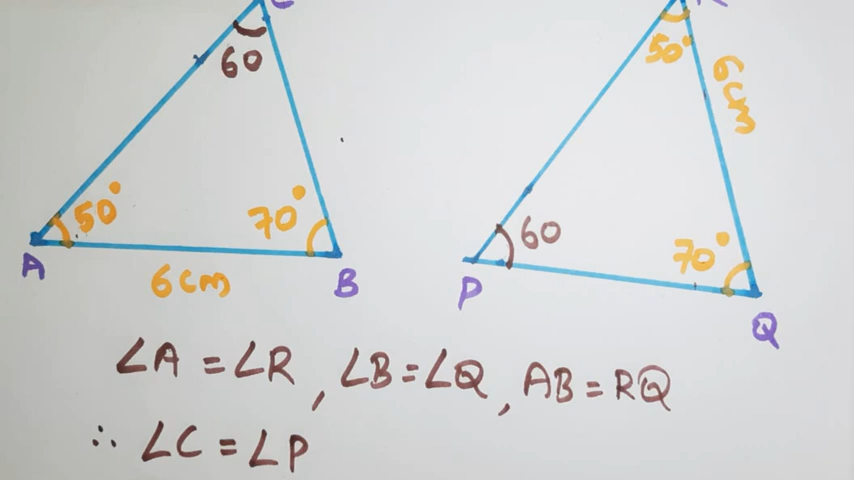 C
R
60
50°
6cm
50°
70°
60
70°
A
6cm
B
P
Q
∠A = ∠R, ∠B = ∠Q, AB = RQ
∴ ∠C = ∠P